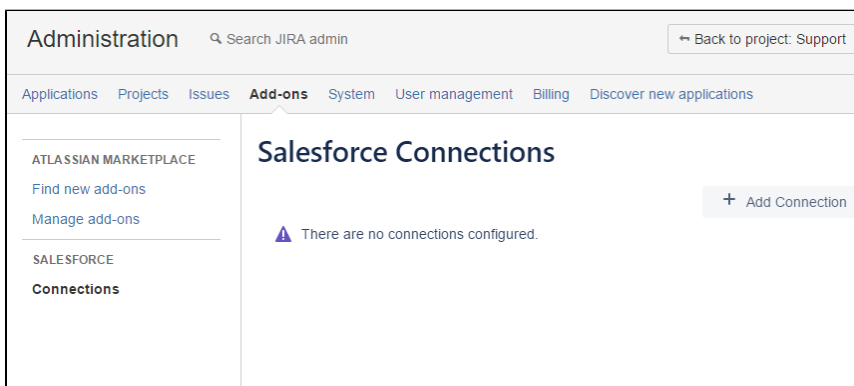 Administration Search JIRA admin Back to project: Support
Applications Projects Issues Add-ons System User management Billing Discover new applications
ATLASSIAN MARKETPLACE
Find new add-ons
Manage add-ons
SALESFORCE
Connections
Salesforce Connections
+ Add Connection
There are no connections configured.